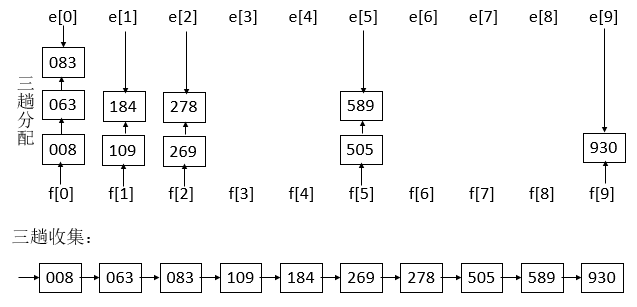 e[0] e[1] e[2] e[3] e[4] e[5] e[6] e[7] e[8] e[9]
三趟分配
083
063 184 278 589
008 109 269 505 930
f[0] f[1] f[2] f[3] f[4] f[5] f[6] f[7] f[8] f[9]
三趟收集：
008 063 083 109 184 269 278 505 589 930